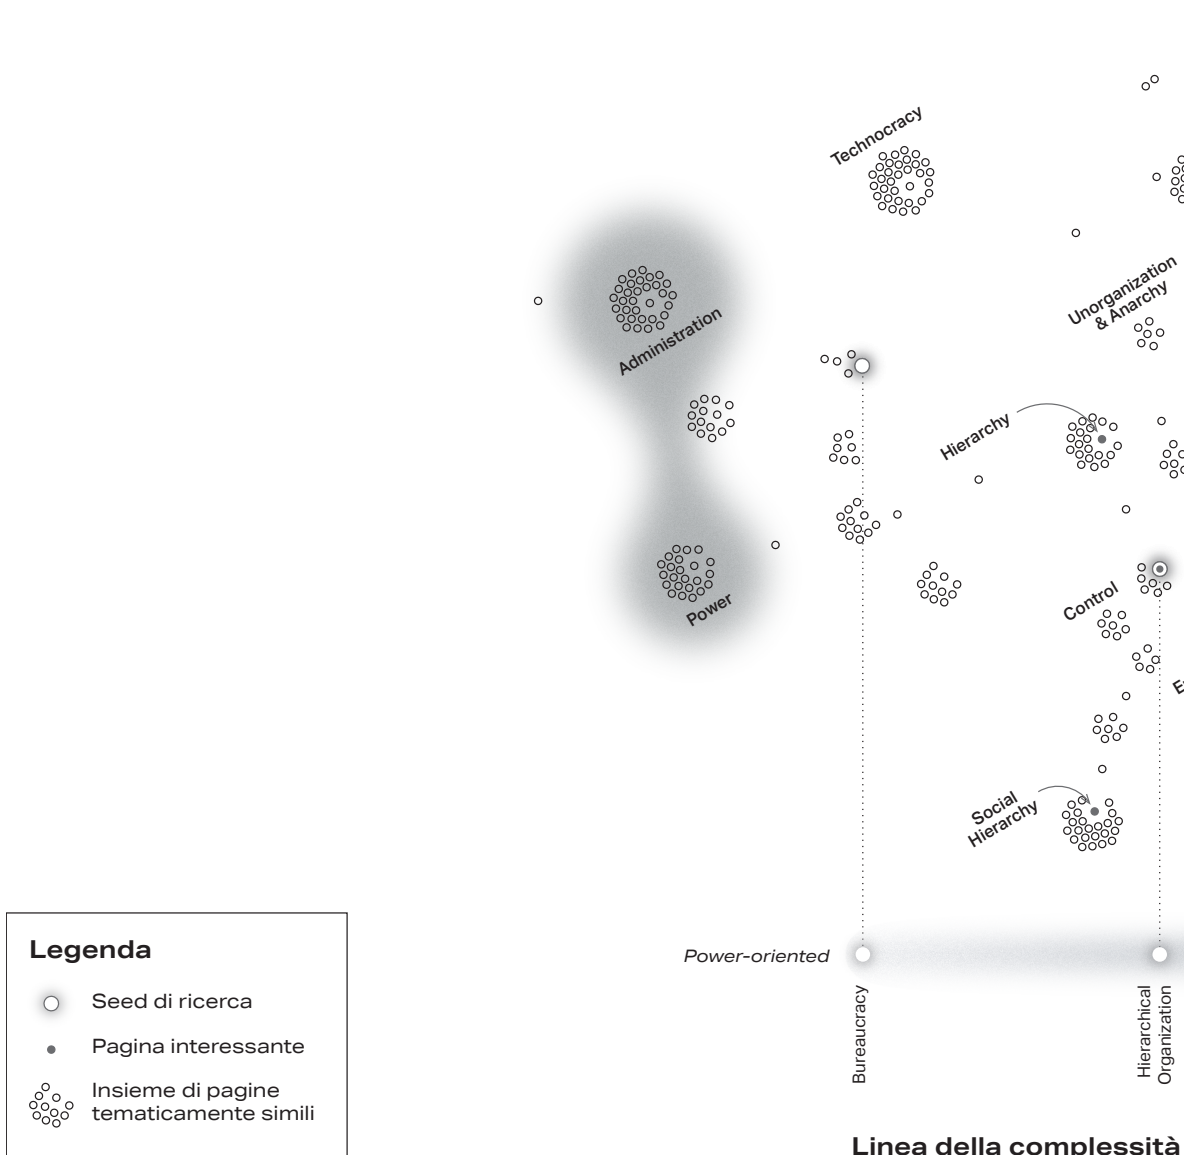 Technocracy
Unorganization
& Anarchy
Administration
Hierarchy
Power
Control
Social
Hierarchy
Power-oriented
Bureaucracy
Hierarchical
Organization
Legenda
Seed di ricerca
Pagina interessante
Insieme di pagine
tematicamente simili
Linea della complessità